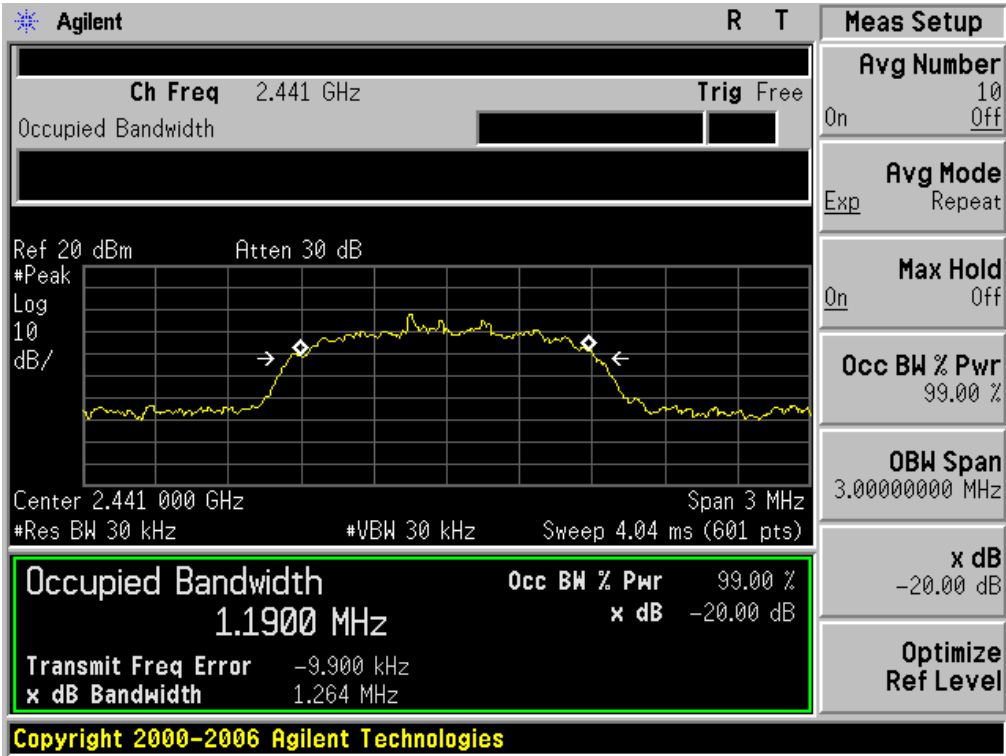 Agilent R T
Ch Freq 2.441 GHz Trig Free
Occupied Bandwidth
Ref 20 dBm Atten 30 dB
#Peak
Log
10
dB/
Center 2.441 000 GHz Span 3 MHz
#Res BW 30 kHz #VBW 30 kHz Sweep 4.04 ms (601 pts)
Occupied Bandwidth Occ BW % Pwr 99.00 %
1.1900 MHz x dB -20.00 dB
Transmit Freq Error -9.900 kHz
x dB Bandwidth 1.264 MHz
Copyright 2000-2006 Agilent Technologies
Meas Setup
Avg Number
10
On Off
Avg Mode
Exp Repeat
Max Hold
On Off
Occ BW % Pwr
99.00 %
OBW Span
3.00000000 MHz
x dB
-20.00 dB
Optimize
Ref Level